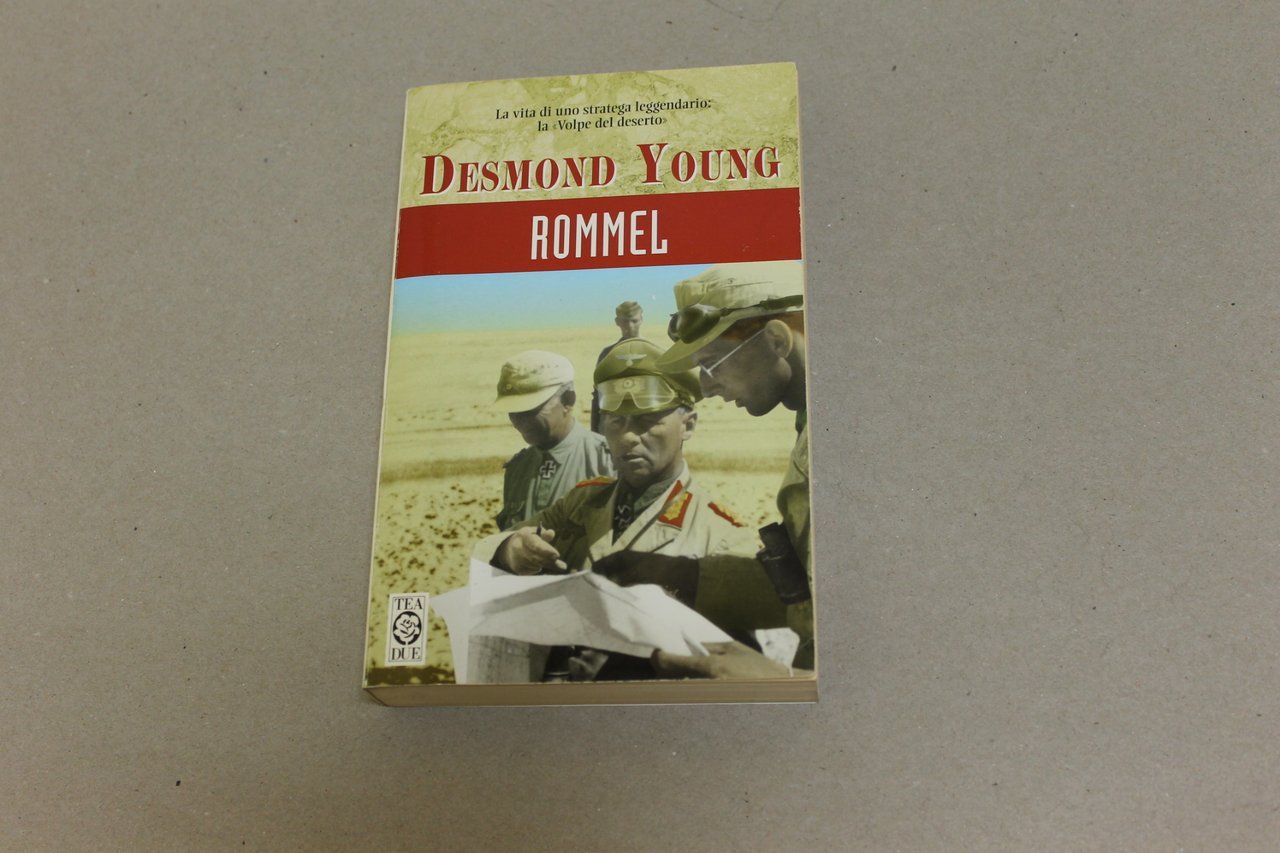 La vita di uno stratega leggendario:
la «Volpe del deserto»
DESMOND YOUNG
ROMMEL
TEA
DUE